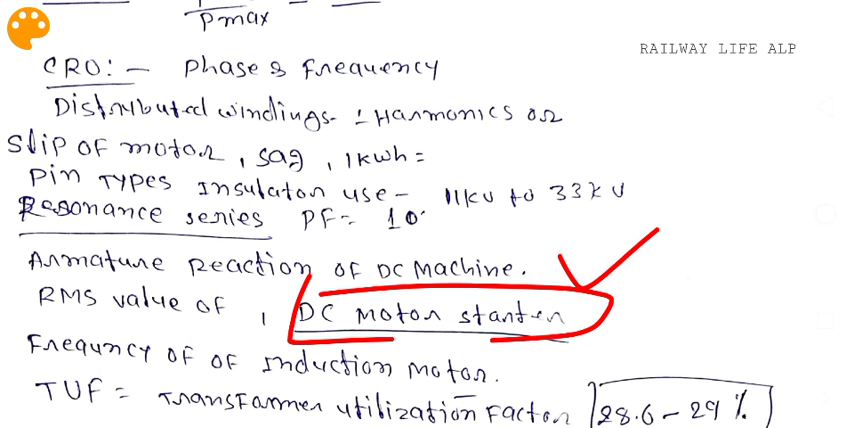 Pmax
RAILWAY LIFE ALP
CRO:- Phase & Frequency
Distributed windings- Harmonics or
Slip OF motor, sag, 1kwh=
Pin Types Insulator use- 11kv to 33kv
Resonance series PF= 10
Armature Reaction OF DC Machine.
RMS value of , DC Motor starter
Frequncy OF OF Induction Motor.
TUF = Transformer utilization Factor 28.6-29%